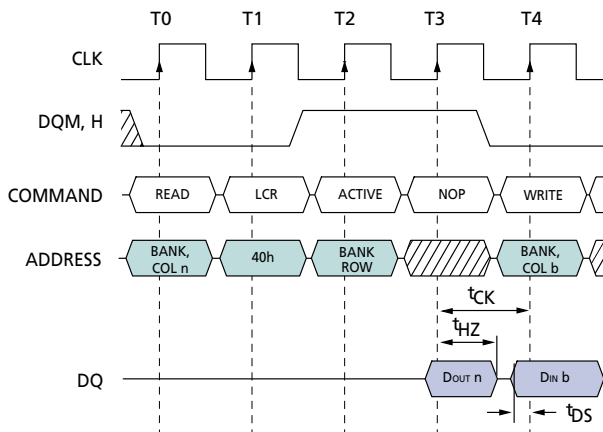 T0 T1 T2 T3 T4
CLK
DQM, H
COMMAND READ LCR ACTIVE NOP WRITE
ADDRESS
BANK,
COL n
40h
BANK
ROW
BANK,
COL b
tCK
tHZ
DQ DOUT n DIN b
tDS